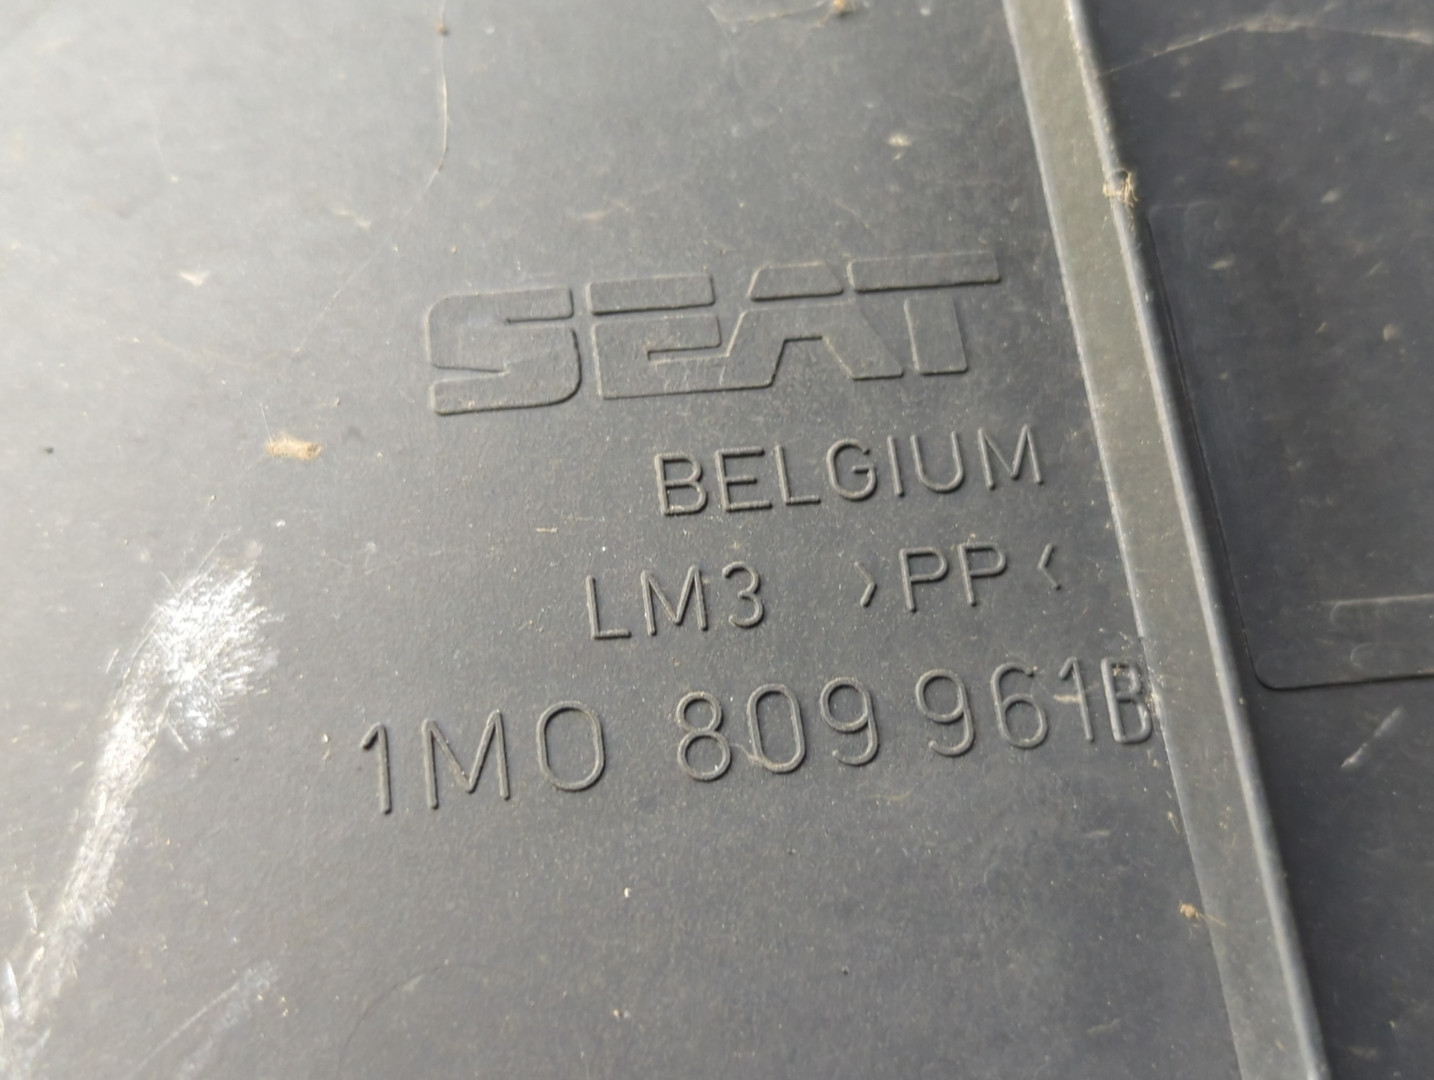 SEAT
BELGIUM
LM3 >PP<
1M0 809 961B